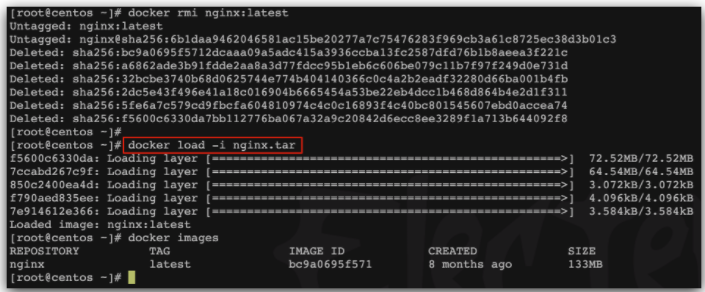 [root@centos ~]# docker rmi nginx:latest
Untagged: nginx:latest
Untagged: nginx@sha256:6b1daa9462046581ac15be20277a7c75476283f969cb3a61c8725ec38d3b01c3
Deleted: sha256:bc9a0695f5712dcaaa09a5adc415a3936ccba13fc2587dfd76b1b8aeea3f221c
Deleted: sha256:a6862ade3b91fdde2aa8a3d77fdcc95b1eb6c606be079c11b7f97f249d0e731d
Deleted: sha256:32bcbe3740b68d0625744e774b404140366c0c4a2b2eadf32280d66ba001b4fb
Deleted: sha256:2dc5e43f496e41a18c016904b6665454a53be22eb4dcc1b468d864b4e2d1f311
Deleted: sha256:5fe6a7c579cd9fbcfa604810974c4c0c16893f4c40bc801545607ebd0accea74
Deleted: sha256:f5600c6330da7bb112776ba067a32a9c20842d6ecc8ee3289f1a713b644092f8
[root@centos ~]#
[root@centos ~]# docker load -i nginx.tar
f5600c6330da: Loading layer [==================================================>] 72.52MB/72.52MB
7ccabd267c9f: Loading layer [==================================================>] 64.54MB/64.54MB
850c2400ea4d: Loading layer [==================================================>] 3.072kB/3.072kB
f790aed835ee: Loading layer [==================================================>] 4.096kB/4.096kB
7e914612e366: Loading layer [==================================================>] 3.584kB/3.584kB
Loaded image: nginx:latest
[root@centos ~]# docker images
REPOSITORY TAG IMAGE ID CREATED SIZE
nginx latest bc9a0695f571 8 months ago 133MB
[root@centos ~]#